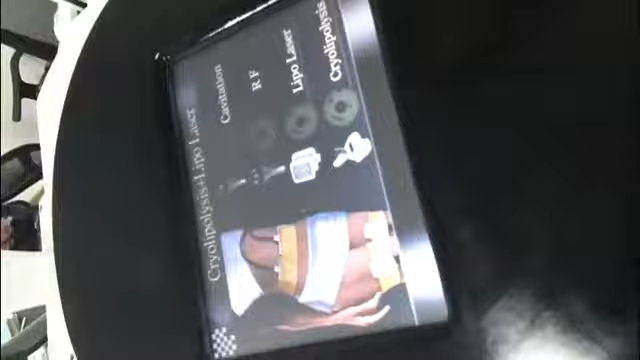 Cryolipolysis
Lipo Laser
R F
Cavitation
Cryolipolysis+Lipo Laser